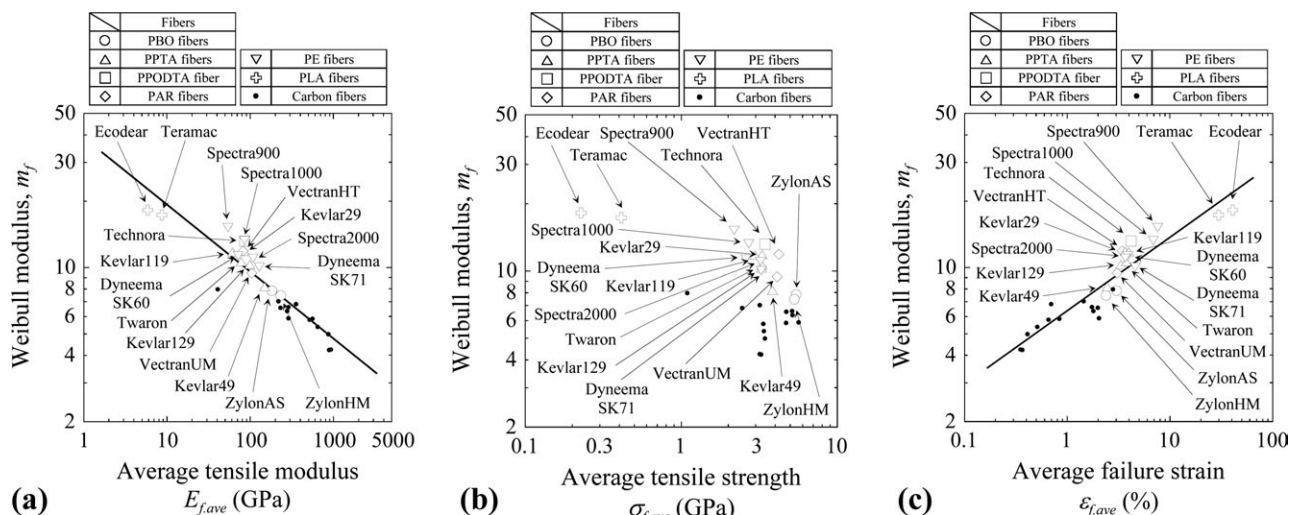 Fibers
PBO fibers
PPTA fibers
PE fibers
PPODTA fiber
PLA fibers
PAR fibers
Carbon fibers
50
30
10
8
6
4
2
Weibull modulus, m_f
Ecodear
Teramac
Spectra900
Spectra1000
VectranHT
Kevlar29
Technora
Spectra2000
Kevlar119
Dyneema
SK71
Dyneema
SK60
Twaron
Kevlar129
VectranUM
Kevlar49
ZylonAS
ZylonHM
1
10
100
1000
5000
Average tensile modulus
E_{f.ave} (GPa)
(a)
Fibers
PBO fibers
PPTA fibers
PE fibers
PPODTA fiber
PLA fibers
PAR fibers
Carbon fibers
50
30
10
8
6
4
2
Weibull modulus, m_f
Ecodear
Spectra900
VectranHT
Teramac
Technora
ZylonAS
Spectra1000
Kevlar29
Dyneema
SK60
Kevlar119
Spectra2000
Twaron
Kevlar129
VectranUM
Dyneema
SK71
Kevlar49
ZylonHM
0.1
0.3
1
3
10
Average tensile strength
σ_{f.ave} (GPa)
(b)
Fibers
PBO fibers
PPTA fibers
PE fibers
PPODTA fiber
PLA fibers
PAR fibers
Carbon fibers
50
30
10
8
6
4
2
Weibull modulus, m_f
Spectra900
Teramac
Ecodear
Spectra1000
Technora
VectranHT
Kevlar29
Kevlar119
Spectra2000
Dyneema
SK60
Kevlar129
Kevlar49
Dyneema
SK71
Twaron
VectranUM
ZylonAS
ZylonHM
0.1
1
10
100
Average failure strain
ε_{f.ave} (%)
(c)